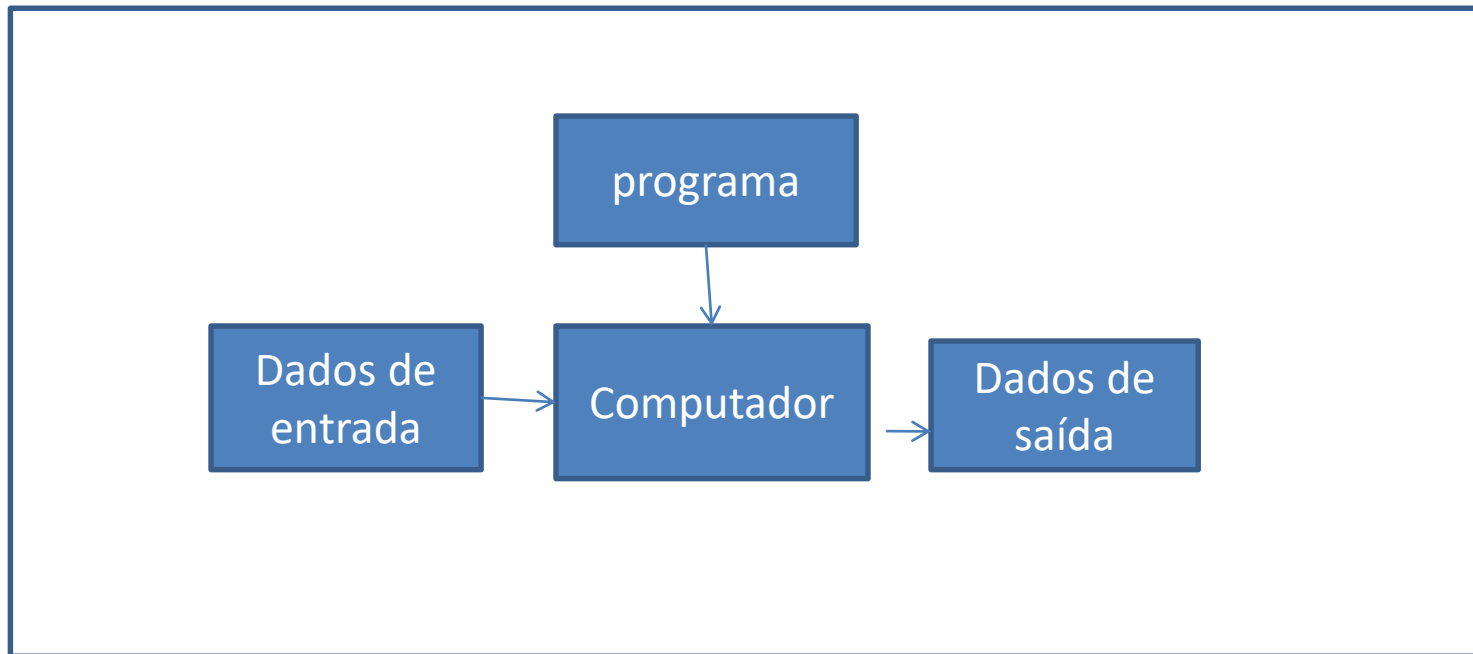 programa
Dados de
entrada
Computador
Dados de
saída